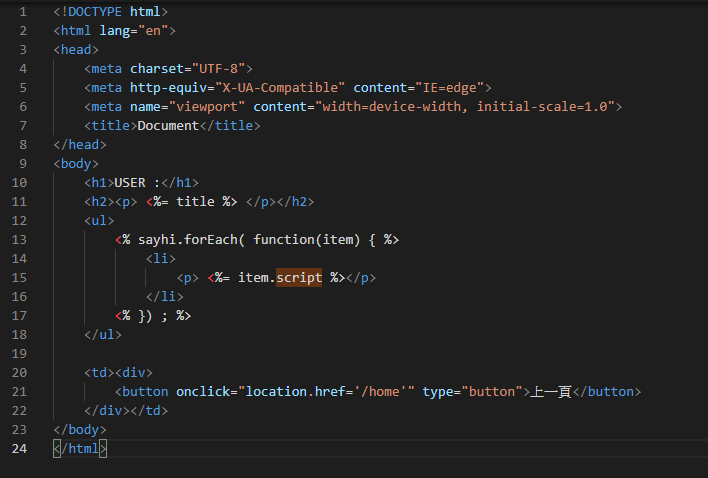 1 <!DOCTYPE html>
2 <html lang="en">
3 <head>
4     <meta charset="UTF-8">
5     <meta http-equiv="X-UA-Compatible" content="IE=edge">
6     <meta name="viewport" content="width=device-width, initial-scale=1.0">
7     <title>Document</title>
8 </head>
9 <body>
10     <h1>USER :</h1>
11     <h2><p> <%= title %> </p></h2>
12     <ul>
13         <% sayhi.forEach( function(item) { %>
14             <li>
15                 <p> <%= item.script %></p>
16             </li>
17         <% }) ; %>
18     </ul>
19
20     <td><div>
21         <button onclick="location.href='/home'" type="button">上一頁</button>
22     </div></td>
23 </body>
24 </html>